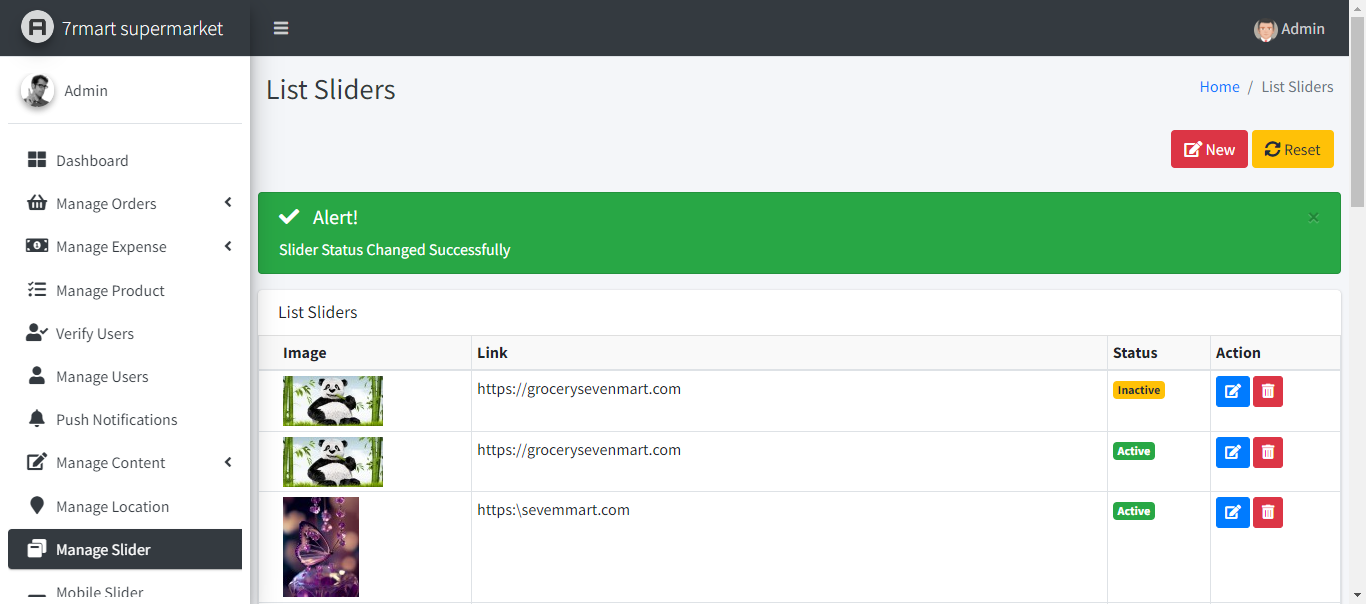 7rmart supermarket
Admin
Admin
List Sliders
Home / List Sliders
New
Reset
Dashboard
Manage Orders
Manage Expense
Manage Product
Verify Users
Manage Users
Push Notifications
Manage Content
Manage Location
Manage Slider
Mobile Slider
Alert!
×
Slider Status Changed Successfully
List Sliders
Image Link Status Action
https://grocerysevenmart.com Inactive
https://grocerysevenmart.com Active
https:\sevemmart.com Active